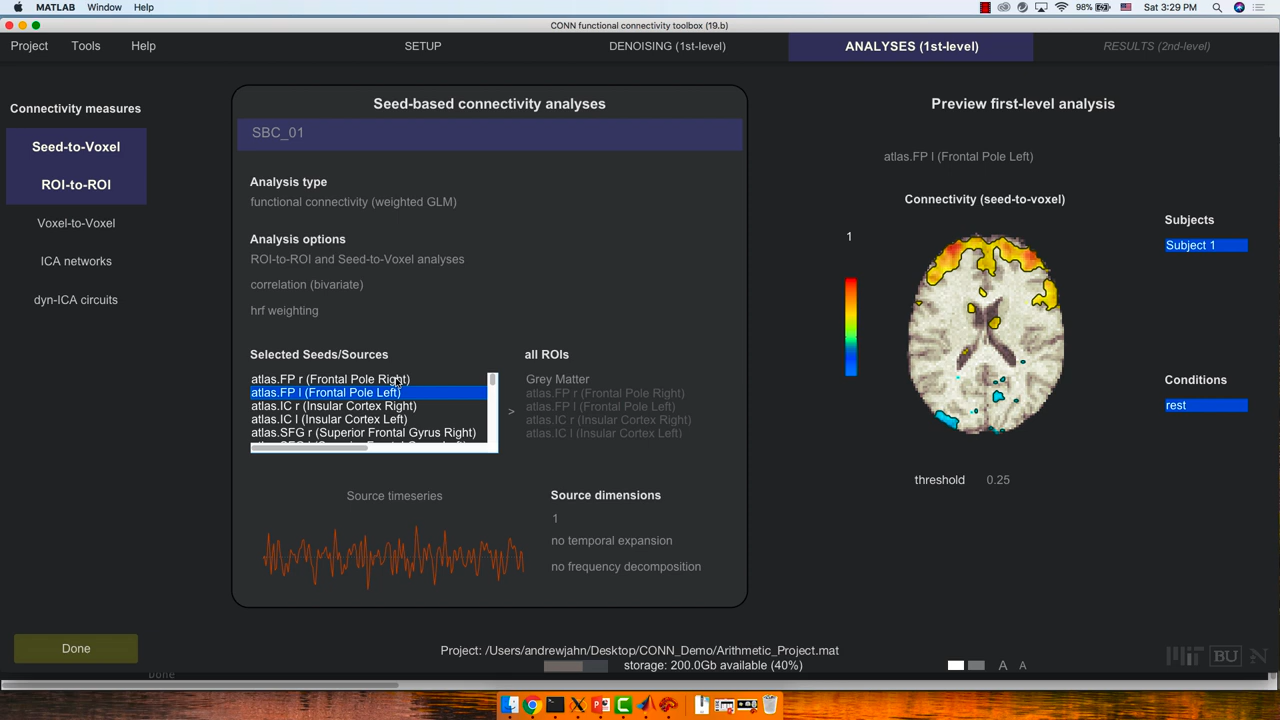 MATLAB Window Help
98% Sat 3:29 PM
CONN functional connectivity toolbox (19.b)
Project Tools Help SETUP DENOISING (1st-level) ANALYSES (1st-level) RESULTS (2nd-level)
Connectivity measures
Seed-to-Voxel
ROI-to-ROI
Voxel-to-Voxel
ICA networks
dyn-ICA circuits
Seed-based connectivity analyses
SBC_01
Analysis type
functional connectivity (weighted GLM)
Analysis options
ROI-to-ROI and Seed-to-Voxel analyses
correlation (bivariate)
hrf weighting
Selected Seeds/Sources
atlas.FP r (Frontal Pole Right)
atlas.FP l (Frontal Pole Left)
atlas.IC r (Insular Cortex Right)
atlas.IC l (Insular Cortex Left)
atlas.SFG r (Superior Frontal Gyrus Right)
>
all ROIs
Grey Matter
atlas.FP r (Frontal Pole Right)
atlas.FP l (Frontal Pole Left)
atlas.IC r (Insular Cortex Right)
atlas.IC l (Insular Cortex Left)
Source timeseries
Source dimensions
1
no temporal expansion
no frequency decomposition
Preview first-level analysis
atlas.FP l (Frontal Pole Left)
Connectivity (seed-to-voxel)
1
threshold 0.25
Subjects
Subject 1
Conditions
rest
Done
Project: /Users/andrewjahn/Desktop/CONN_Demo/Arithmetic_Project.mat
storage: 200.0Gb available (40%)
A A
BU N
Done